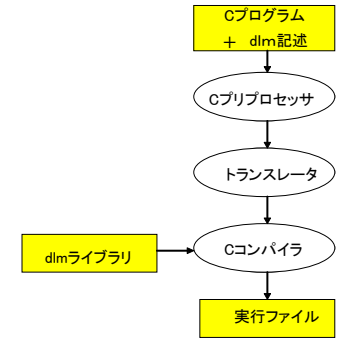 Cプログラム
＋ dlm記述
Cプリプロセッサ
トランスレータ
dlmライブラリ
Cコンパイラ
実行ファイル